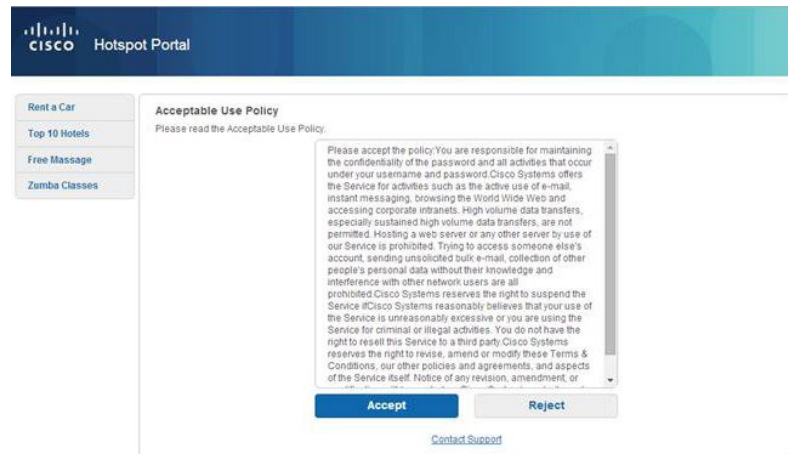 CISCO Hotspot Portal
Rent a Car
Top 10 Hotels
Free Massage
Zumba Classes
Acceptable Use Policy
Please read the Acceptable Use Policy.
Please accept the policy:You are responsible for maintaining
the confidentiality of the password and all activities that occur
under your username and password.Cisco Systems offers
the Service for activities such as the active use of e-mail,
instant messaging, browsing the World Wide Web and
accessing corporate intranets. High volume data transfers,
especially sustained high volume data transfers, are not
permitted. Hosting a web server or any other server by use of
our Service is prohibited. Trying to access someone else's
account, sending unsolicited bulk e-mail, collection of other
people's personal data without their knowledge and
interference with other network users are all
prohibited.Cisco Systems reserves the right to suspend the
Service ifCisco Systems reasonably believes that your use of
the Service is unreasonably excessive or you are using the
Service for criminal or illegal activities. You do not have the
right to resell this Service to a third party.Cisco Systems
reserves the right to revise, amend or modify these Terms &
Conditions, our other policies and agreements, and aspects
of the Service itself. Notice of any revision, amendment, or
Accept
Reject
Contact Support